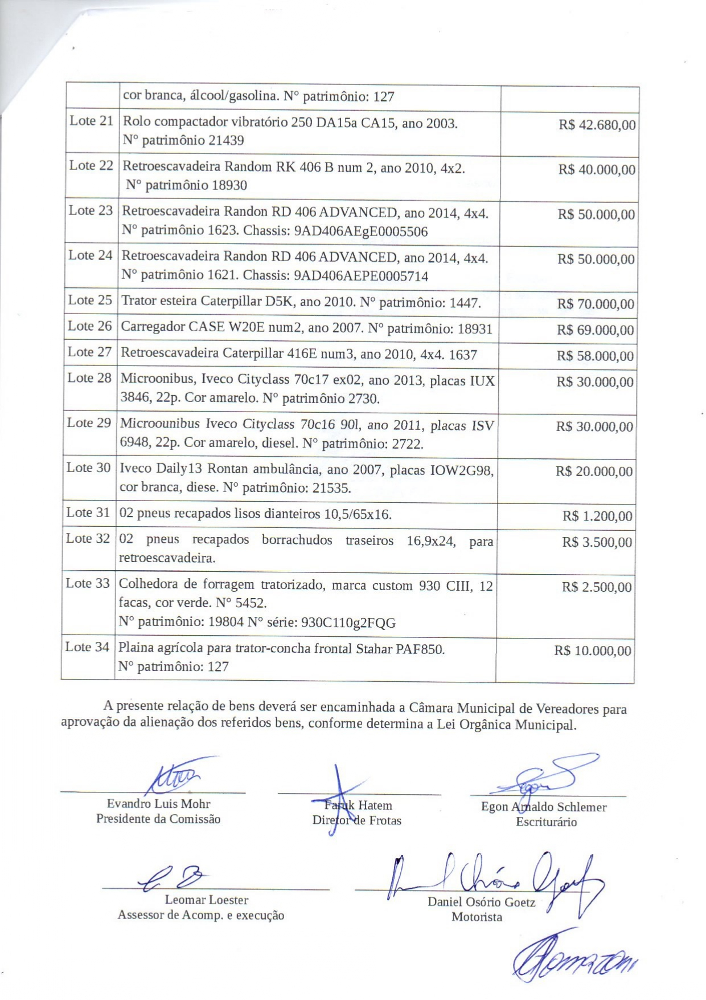 cor branca, álcool/gasolina. N° patrimônio: 127
Lote 21 Rolo compactador vibratório 250 DA15a CA15, ano 2003. R$ 42.680,00
N° patrimônio 21439
Lote 22 Retroescavadeira Random RK 406 B num 2, ano 2010, 4x2. R$ 40.000,00
N° patrimônio 18930
Lote 23 Retroescavadeira Randon RD 406 ADVANCED, ano 2014, 4x4. R$ 50.000,00
N° patrimônio 1623. Chassis: 9AD406AEgE0005506
Lote 24 Retroescavadeira Randon RD 406 ADVANCED, ano 2014, 4x4. R$ 50.000,00
N° patrimônio 1621. Chassis: 9AD406AEPE0005714
Lote 25 Trator esteira Caterpillar D5K, ano 2010. N° patrimônio: 1447. R$ 70.000,00
Lote 26 Carregador CASE W20E num2, ano 2007. N° patrimônio: 18931 R$ 69.000,00
Lote 27 Retroescavadeira Caterpillar 416E num3, ano 2010, 4x4. 1637 R$ 58.000,00
Lote 28 Microonibus, Iveco Cityclass 70c17 ex02, ano 2013, placas IUX R$ 30.000,00
3846, 22p. Cor amarelo. N° patrimônio 2730.
Lote 29 Microounibus Iveco Cityclass 70c16 90l, ano 2011, placas ISV R$ 30.000,00
6948, 22p. Cor amarelo, diesel. N° patrimônio: 2722.
Lote 30 Iveco Daily13 Rontan ambulância, ano 2007, placas IOW2G98, R$ 20.000,00
cor branca, diese. N° patrimônio: 21535.
Lote 31 02 pneus recapados lisos dianteiros 10,5/65x16. R$ 1.200,00
Lote 32 02 pneus recapados borrachudos traseiros 16,9x24, para R$ 3.500,00
retroescavadeira.
Lote 33 Colhedora de forragem tratorizado, marca custom 930 CIII, 12 R$ 2.500,00
facas, cor verde. N° 5452.
N° patrimônio: 19804 N° série: 930C110g2FQG
Lote 34 Plaina agrícola para trator-concha frontal Stahar PAF850. R$ 10.000,00
N° patrimônio: 127
A presente relação de bens deverá ser encaminhada a Câmara Municipal de Vereadores para
aprovação da alienação dos referidos bens, conforme determina a Lei Orgânica Municipal.
Evandro Luis Mohr Faruk Hatem Egon Arnaldo Schlemer
Presidente da Comissão Diretor de Frotas Escriturário
Leomar Loester Daniel Osório Goetz
Assessor de Acomp. e execução Motorista